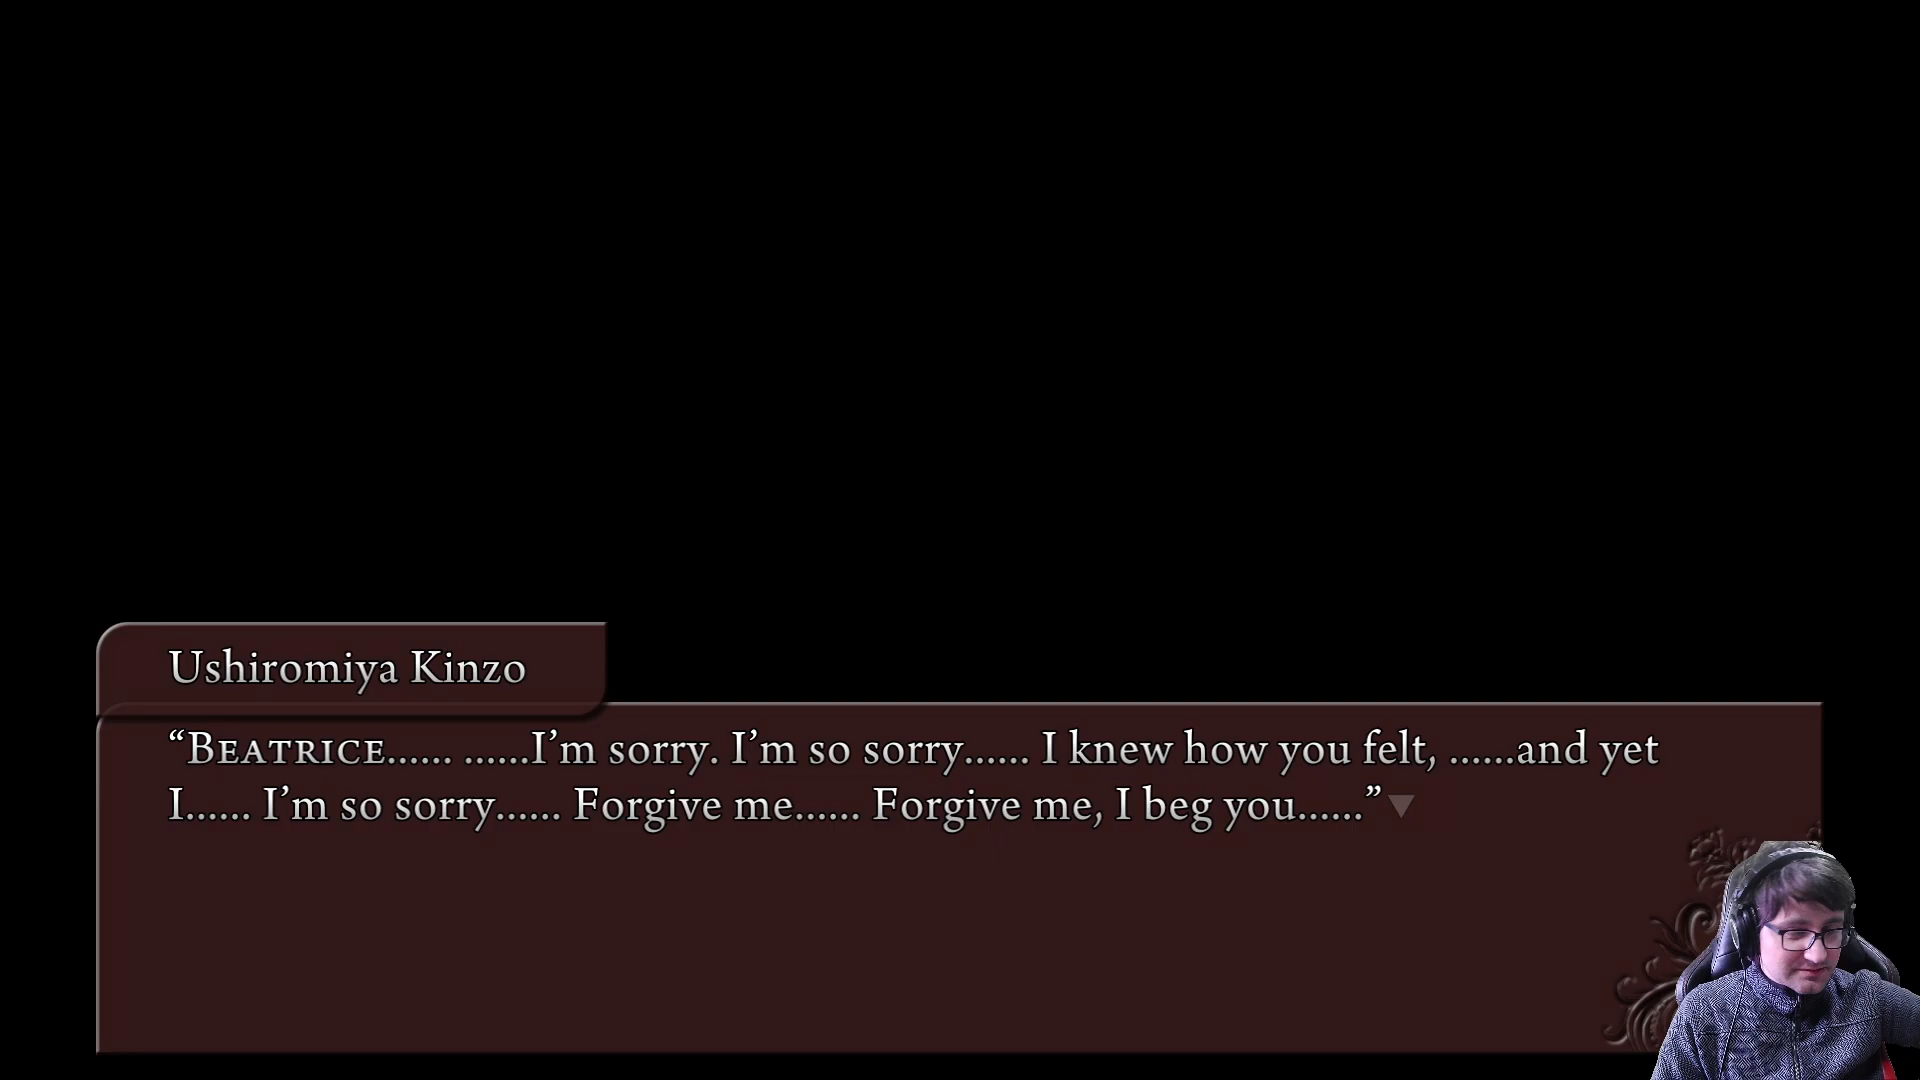 Ushiromiya Kinzo
“BEATRICE...... ......I’m sorry. I’m so sorry...... I knew how you felt, ......and yet
I...... I’m so sorry...... Forgive me...... Forgive me, I beg you......”